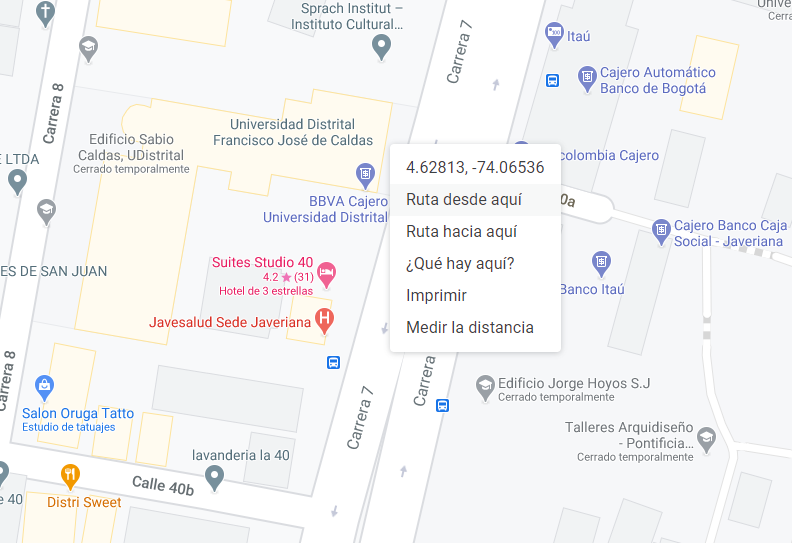 Sprach Institut –
Instituto Cultural...
Carrera 7
Itaú
Cajero Automático
Banco de Bogotá
Cerrado
Carrera 8
Universidad Distrital
Francisco José de Caldas
Edificio Sabio
Caldas, UDistrital
Cerrado temporalmente
LTDA
4.62813, -74.06536
Ruta desde aquí
Ruta hacia aquí
¿Qué hay aquí?
Imprimir
Medir la distancia
colombia Cajero
BBVA Cajero
Universidad Distrital
0a
Cajero Banco Caja
Social - Javeriana
ES DE SAN JUAN
Suites Studio 40
4.2 ★ (31)
Hotel de 3 estrellas
Banco Itaú
Javesalud Sede Javeriana
Carrera 8
Carrera
Carrera 7
Edificio Jorge Hoyos S.J
Cerrado temporalmente
Salon Oruga Tatto
Estudio de tatuajes
Talleres Arquidiseño
- Pontificia...
Cerrado temporalmente
lavanderia la 40
Calle 40b
e 40
Distri Sweet